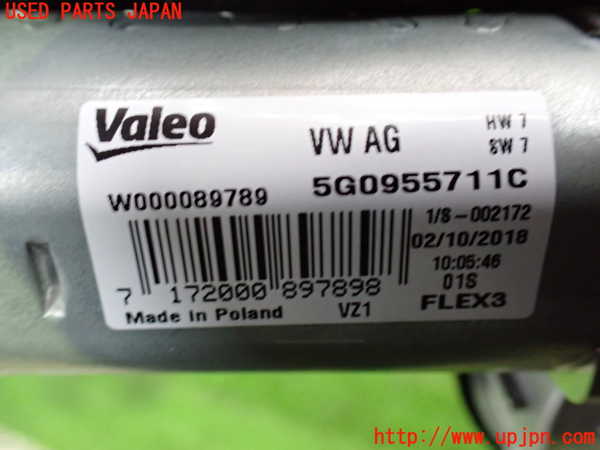 USED PARTS JAPAN
Valeo
VW AG
HW 7
SW 7
W000089789
5G0955711C
1/S-002172
02/10/2018
10:05:46
7 172000 897898
01S
Made in Poland
VZ1
FLEX3
http://www.upjpn.com/